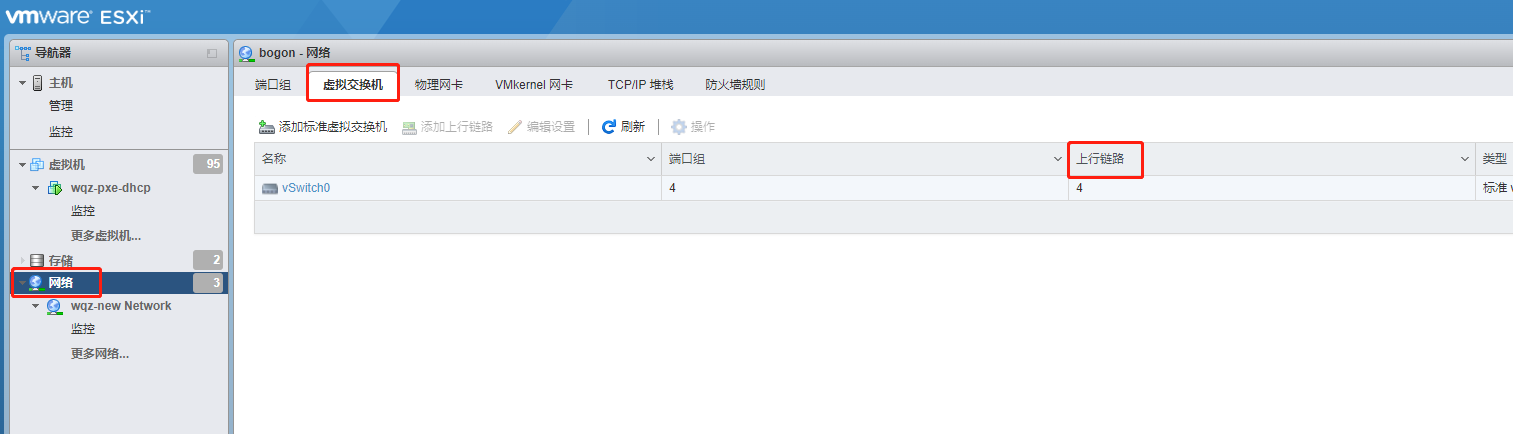 vmware ESXi™
导航器
主机
管理
监控
虚拟机 95
wqz-pxe-dhcp
监控
更多虚拟机...
存储 2
网络 3
wqz-new Network
监控
更多网络...
bogon - 网络
端口组 虚拟交换机 物理网卡 VMkernel 网卡 TCP/IP 堆栈 防火墙规则
添加标准虚拟交换机 添加上行链路 编辑设置 刷新 操作
名称 端口组 上行链路 类型
vSwitch0 4 4 标准